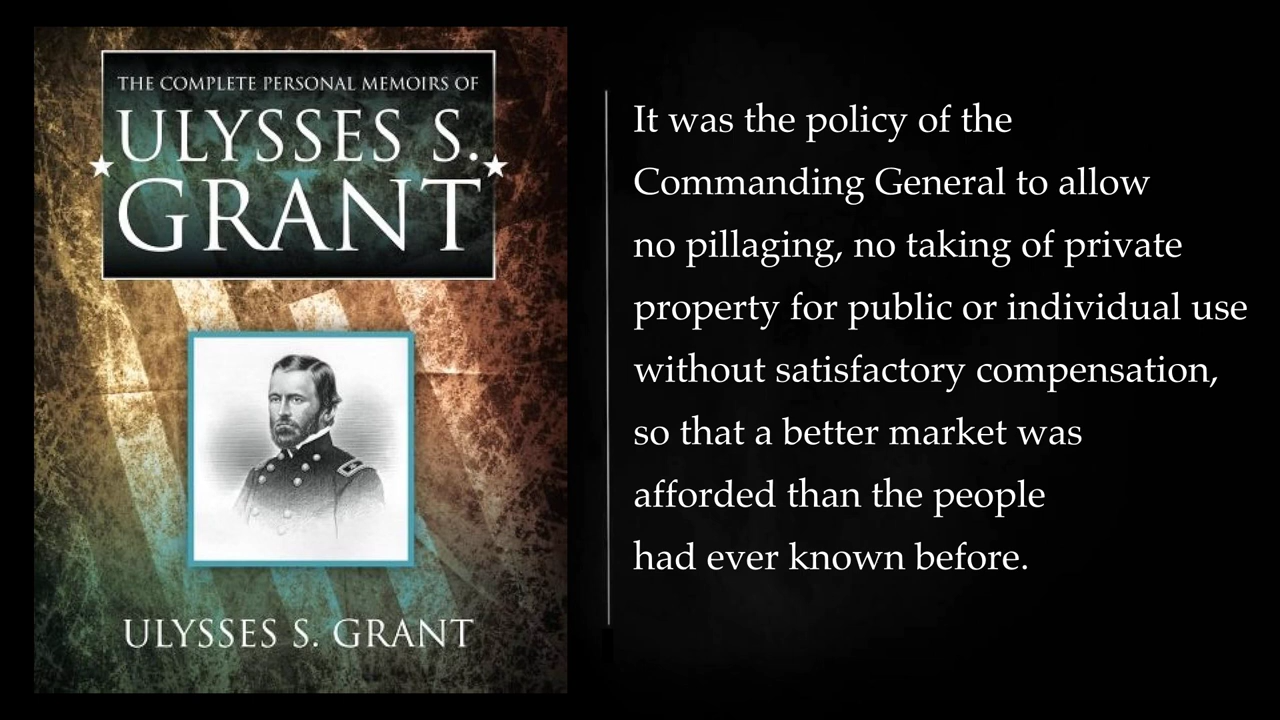 THE COMPLETE PERSONAL MEMOIRS OF
ULYSSES S.
GRANT
ULYSSES S. GRANT
It was the policy of the
Commanding General to allow
no pillaging, no taking of private
property for public or individual use
without satisfactory compensation,
so that a better market was
afforded than the people
had ever known before.